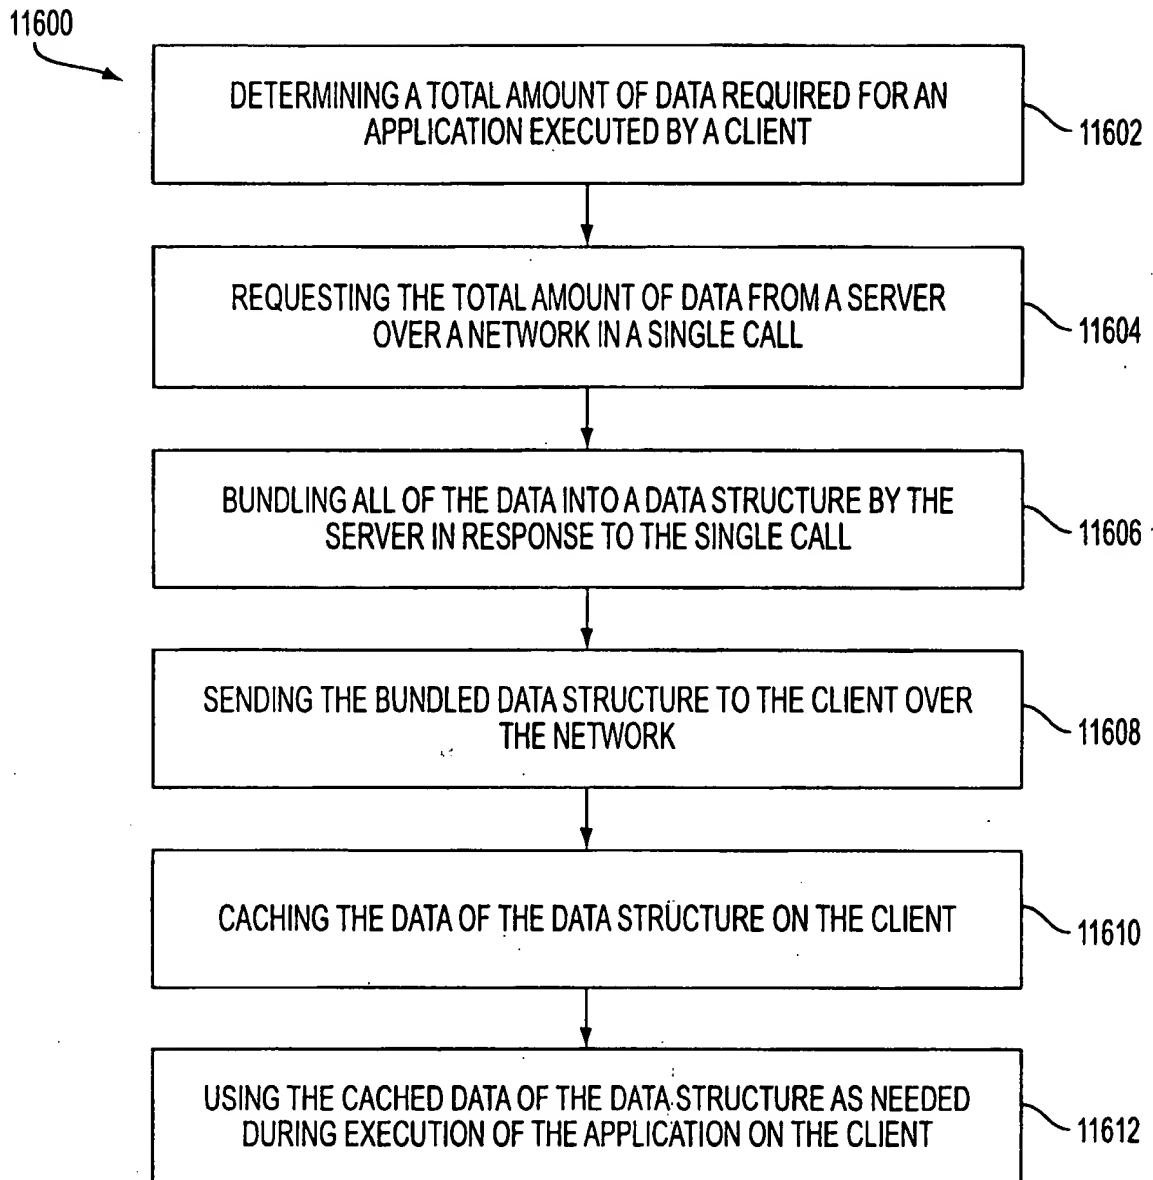 11600
DETERMINING A TOTAL AMOUNT OF DATA REQUIRED FOR AN
APPLICATION EXECUTED BY A CLIENT
11602
REQUESTING THE TOTAL AMOUNT OF DATA FROM A SERVER
OVER A NETWORK IN A SINGLE CALL
11604
BUNDLING ALL OF THE DATA INTO A DATA STRUCTURE BY THE
SERVER IN RESPONSE TO THE SINGLE CALL
11606
SENDING THE BUNDLED DATA STRUCTURE TO THE CLIENT OVER
THE NETWORK
11608
CACHING THE DATA OF THE DATA STRUCTURE ON THE CLIENT
11610
USING THE CACHED DATA OF THE DATA STRUCTURE AS NEEDED
DURING EXECUTION OF THE APPLICATION ON THE CLIENT
11612